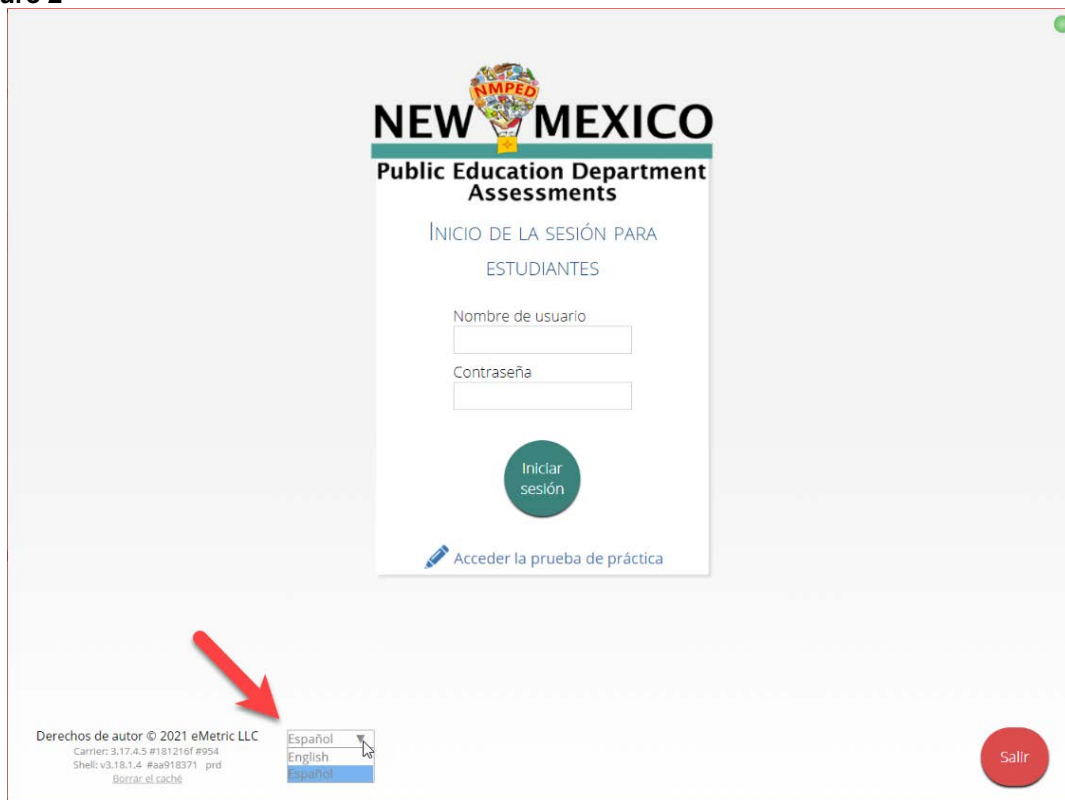 NMPED
NEW MEXICO
Public Education Department
Assessments
INICIO DE LA SESIÓN PARA
ESTUDIANTES
Nombre de usuario
Contraseña
Iniciar
sesión
Acceder la prueba de práctica
Derechos de autor © 2021 eMetric LLC
Carrier: 3.17.4.5 #181216f #954
Shell: v3.18.1.4 #aa918371 prd
Borrar el caché
Español
English
Español
Salir